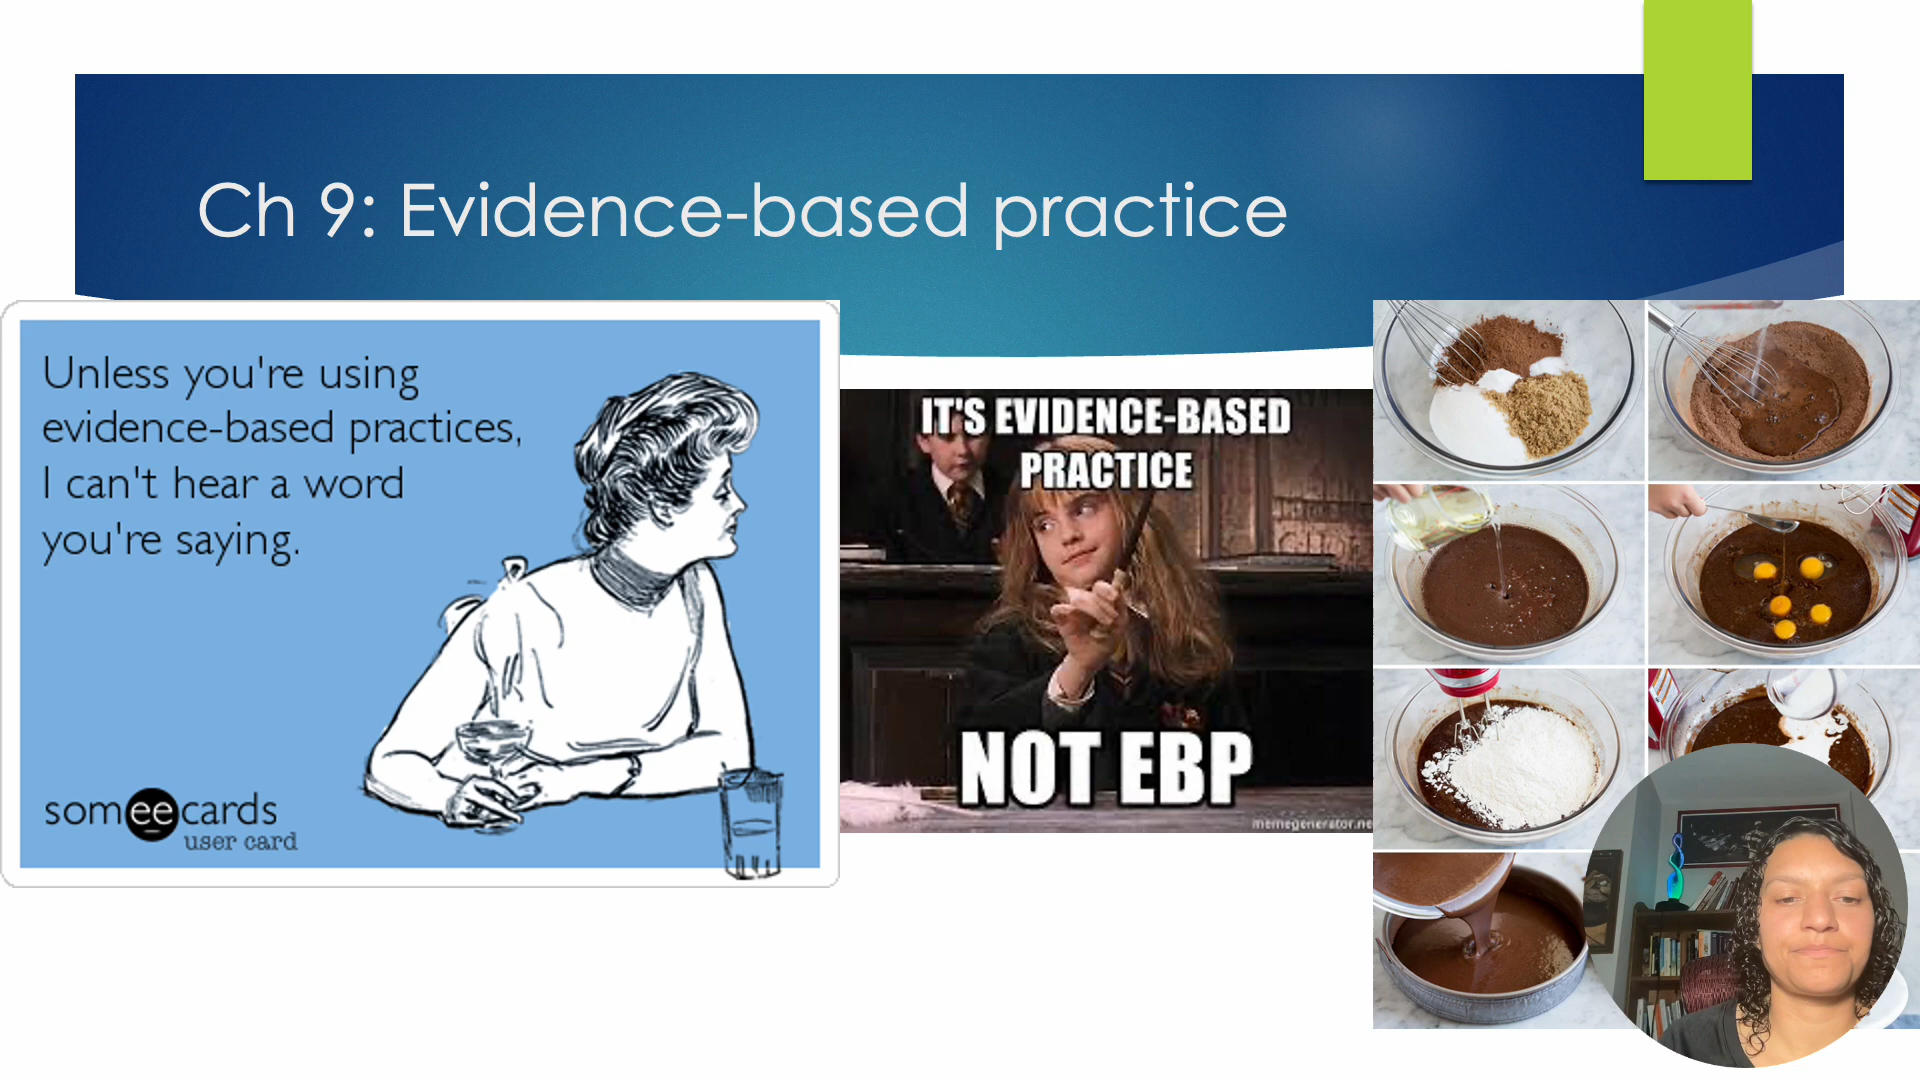 Ch 9: Evidence-based practice
Unless you're using
evidence-based practices,
I can't hear a word
you're saying.
someecards
user card
IT'S EVIDENCE-BASED
PRACTICE
NOT EBP
memegenerator.ne